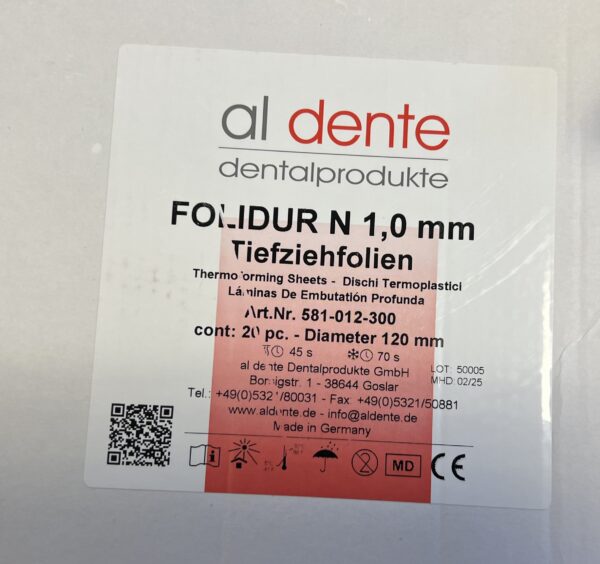 al dente
dentalprodukte
FOLIDUR N 1,0 mm
Tiefziehfolien
Thermoforming Sheets - Dischi Termoplastici
Láminas De Embutatión Profunda
Art.Nr. 581-012-300
cont: 20 pc. - Diameter 120 mm
45 s 70 s
al dente Dentalprodukte GmbH
LOT: 50005
Bornigstr. 1 - 38644 Goslar
MHD: 02/25
Tel.: +49(0)5321/80031 - Fax: +49(0)5321/50881
www.aldente.de - info@aldente.de
Made in Germany
MD CE